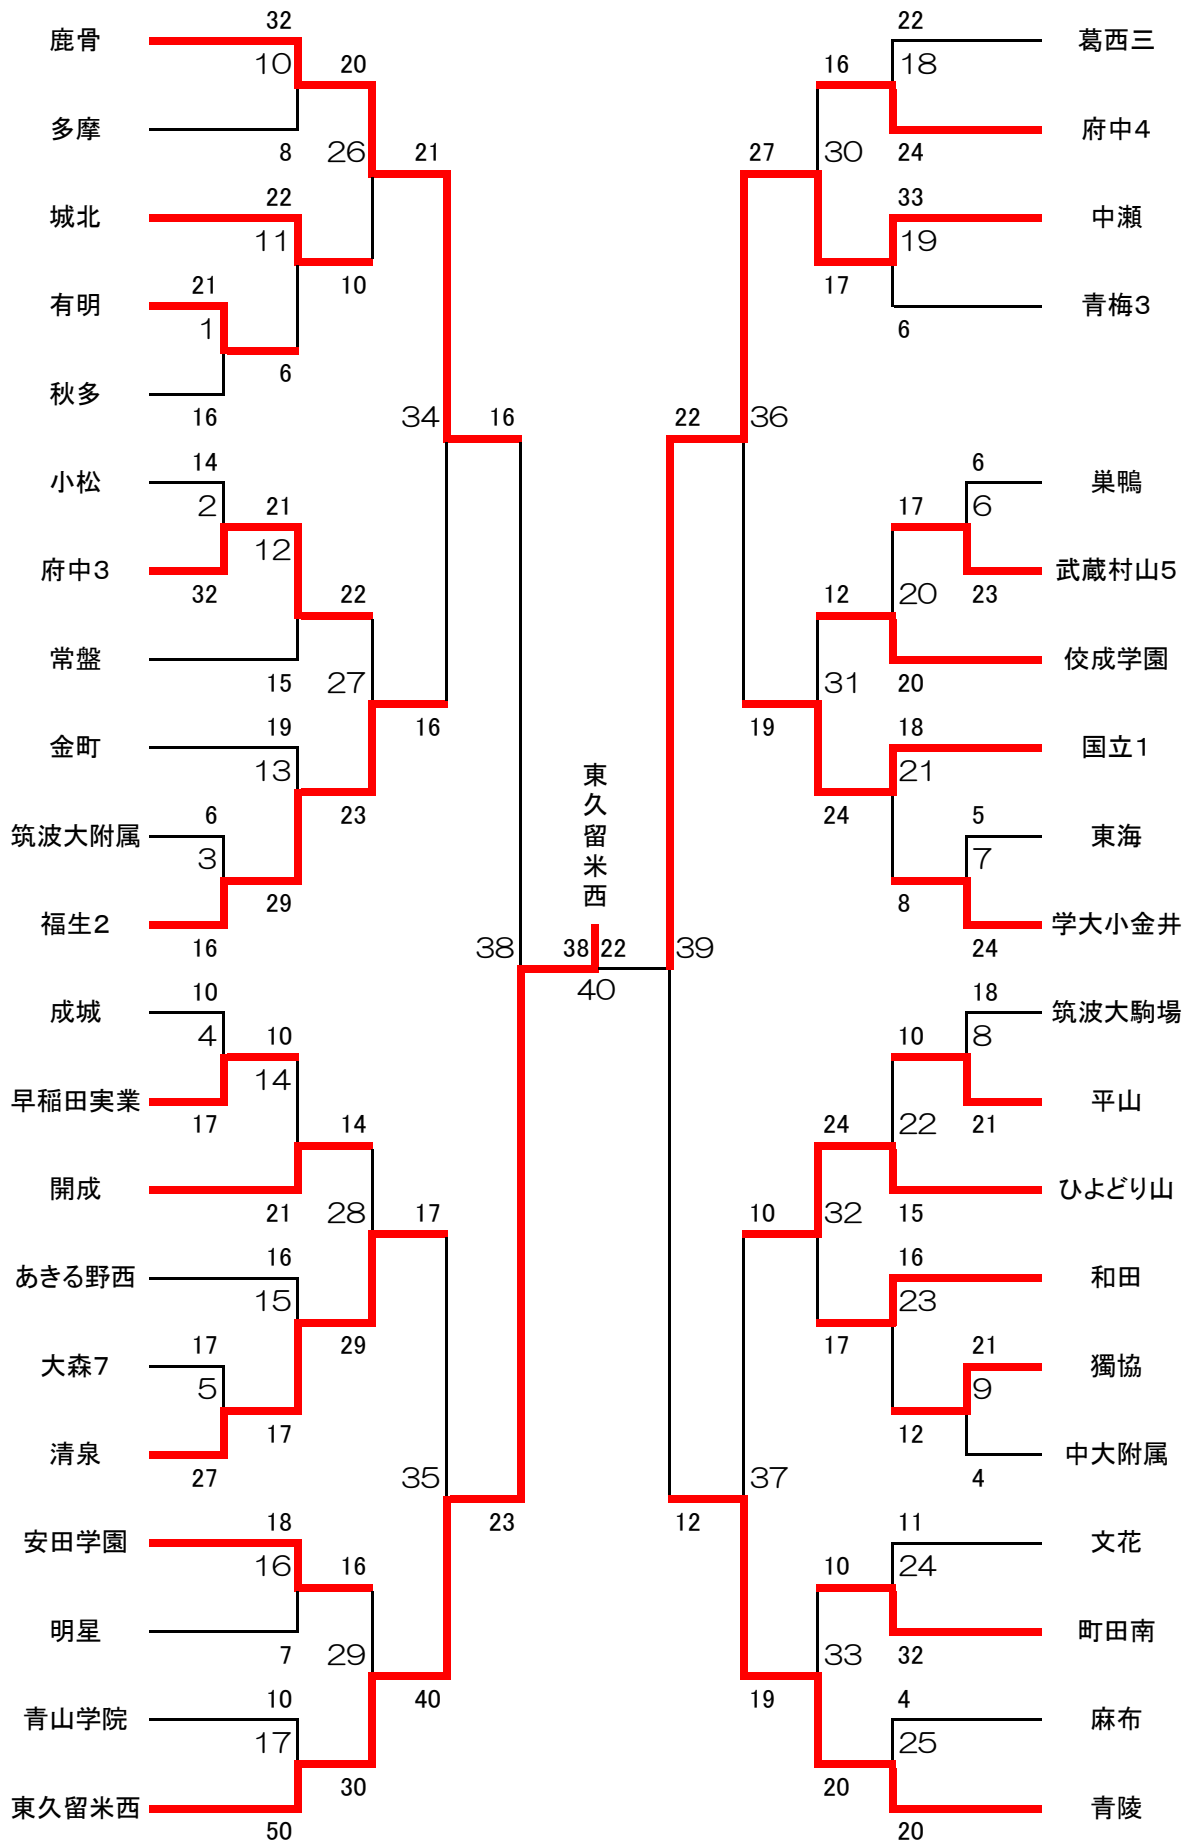 32 22
鹿骨 葛西三
10 20 16 18
多摩 府中4
8 26 21 27 30 24
22 33
城北 中瀬
11 19
21 10 17
有明 青梅3
1 6
6
秋多
16 34 16 22 36
14 6
小松 巣鴨
2 21 17 6
12
府中3 武蔵村山5
32 22 12 20 23
常盤 佼成学園
15 27 31 20
19 16 19 18
金町 国立1
13 21
6 23 24 5
筑波大附属 東海
3 7
29 8
福生2 学大小金井
16 24
東久留米西
38 38 22 39
40
10 18
成城 筑波大駒場
4 10 10 8
14
早稲田実業 平山
17 14 24 22 21
開成 ひよどり山
21 28 17 10 32 15
16 16
あきる野西 和田
15 23
17 29 17 21
大森7 獨協
5 9
17 12
清泉 中大附属
27 35 37 4
18 23 12 11
安田学園 文花
16 16 10 24
明星 町田南
7 29 33 32
10 40 19 4
青山学院 麻布
17 25
30 20
東久留米西 青陵
50 20